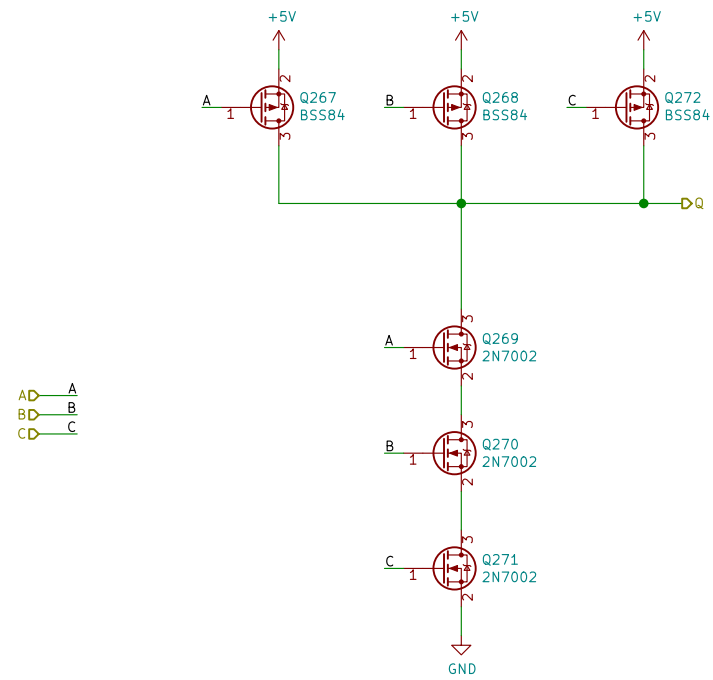 +5V +5V +5V
2 2 2
A Q267 B Q268 C Q272
1 BSS84 1 BSS84 1 BSS84
3 3 3
Q
3
A Q269
1 2N7002
2
A A
B B
C C
3
B Q270
1 2N7002
2
3
C Q271
1 2N7002
2
GND